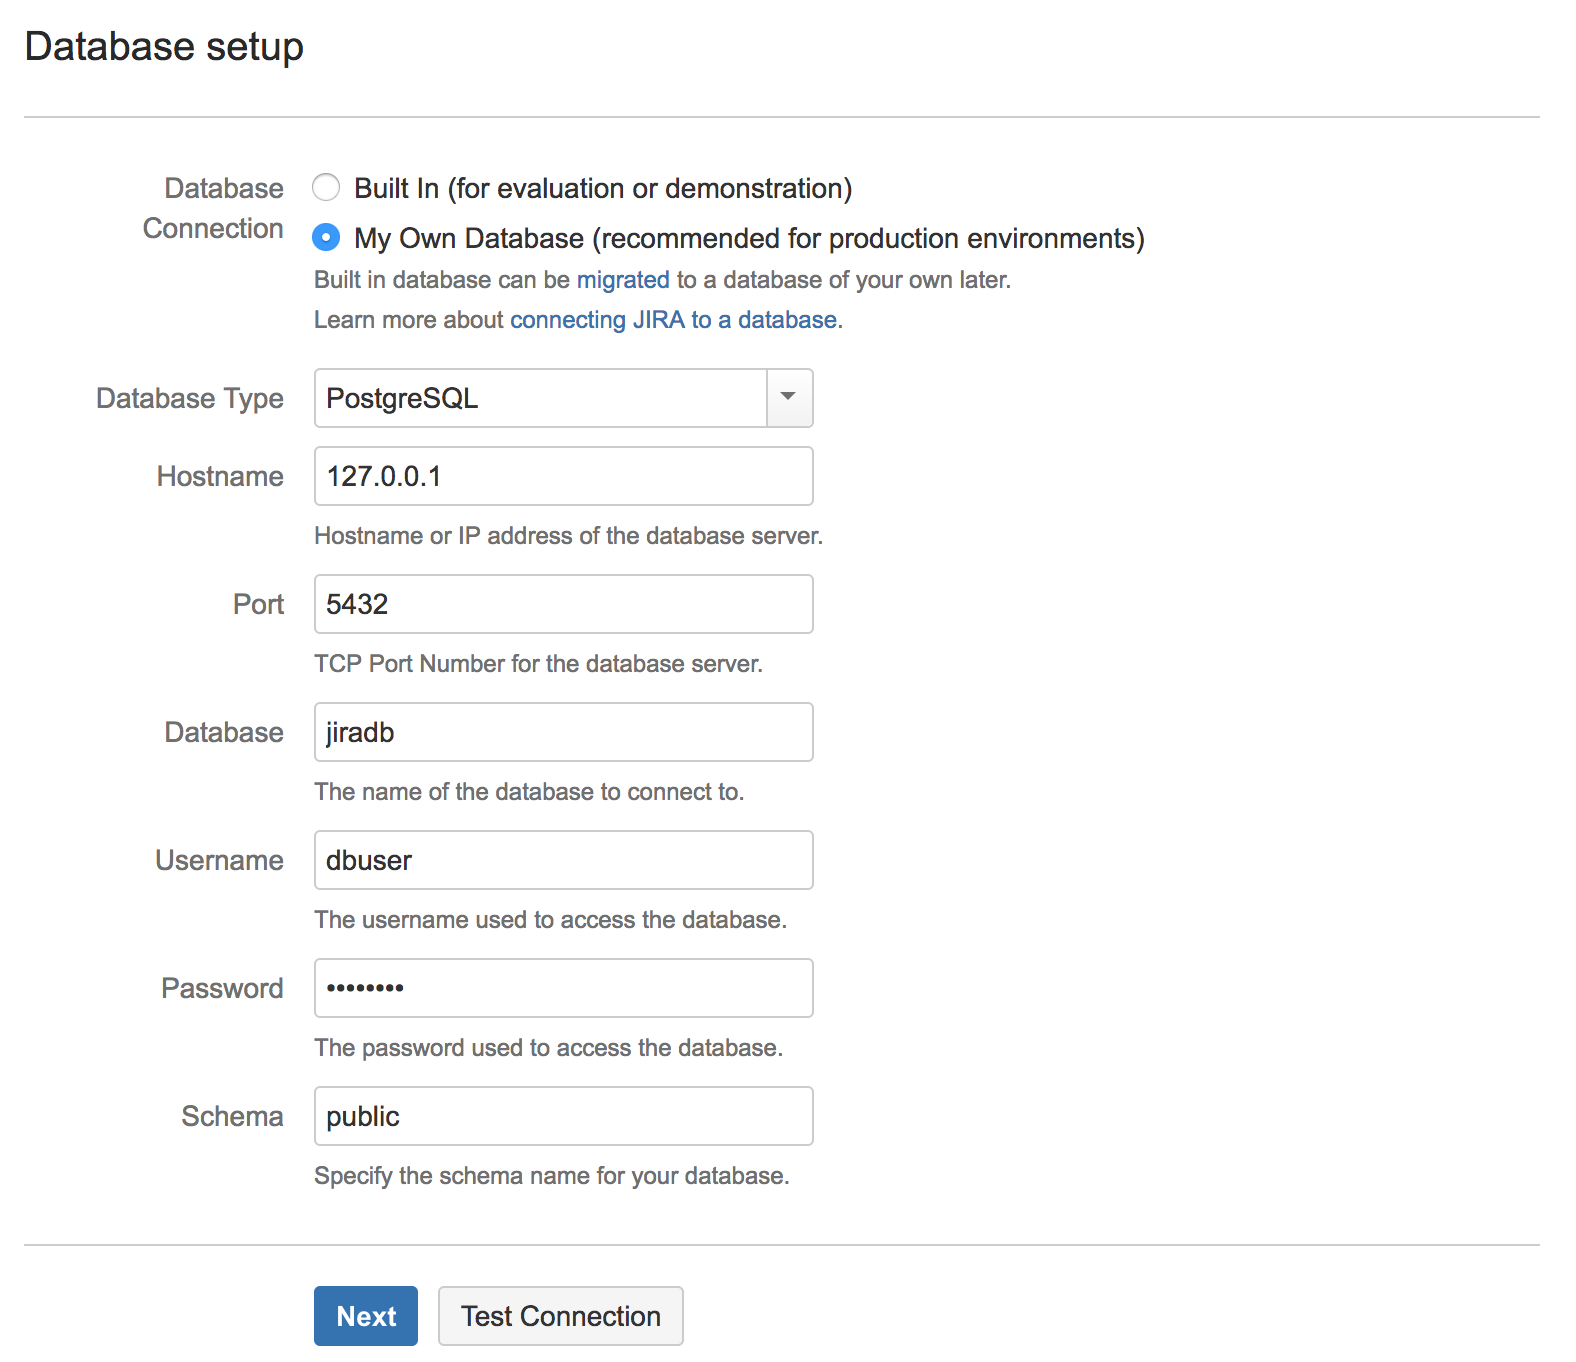 Database setup
Database Connection
Built In (for evaluation or demonstration)
My Own Database (recommended for production environments)
Built in database can be migrated to a database of your own later.
Learn more about connecting JIRA to a database.
Database Type
PostgreSQL
Hostname
127.0.0.1
Hostname or IP address of the database server.
Port
5432
TCP Port Number for the database server.
Database
jiradb
The name of the database to connect to.
Username
dbuser
The username used to access the database.
Password
••••••••
The password used to access the database.
Schema
public
Specify the schema name for your database.
Next
Test Connection